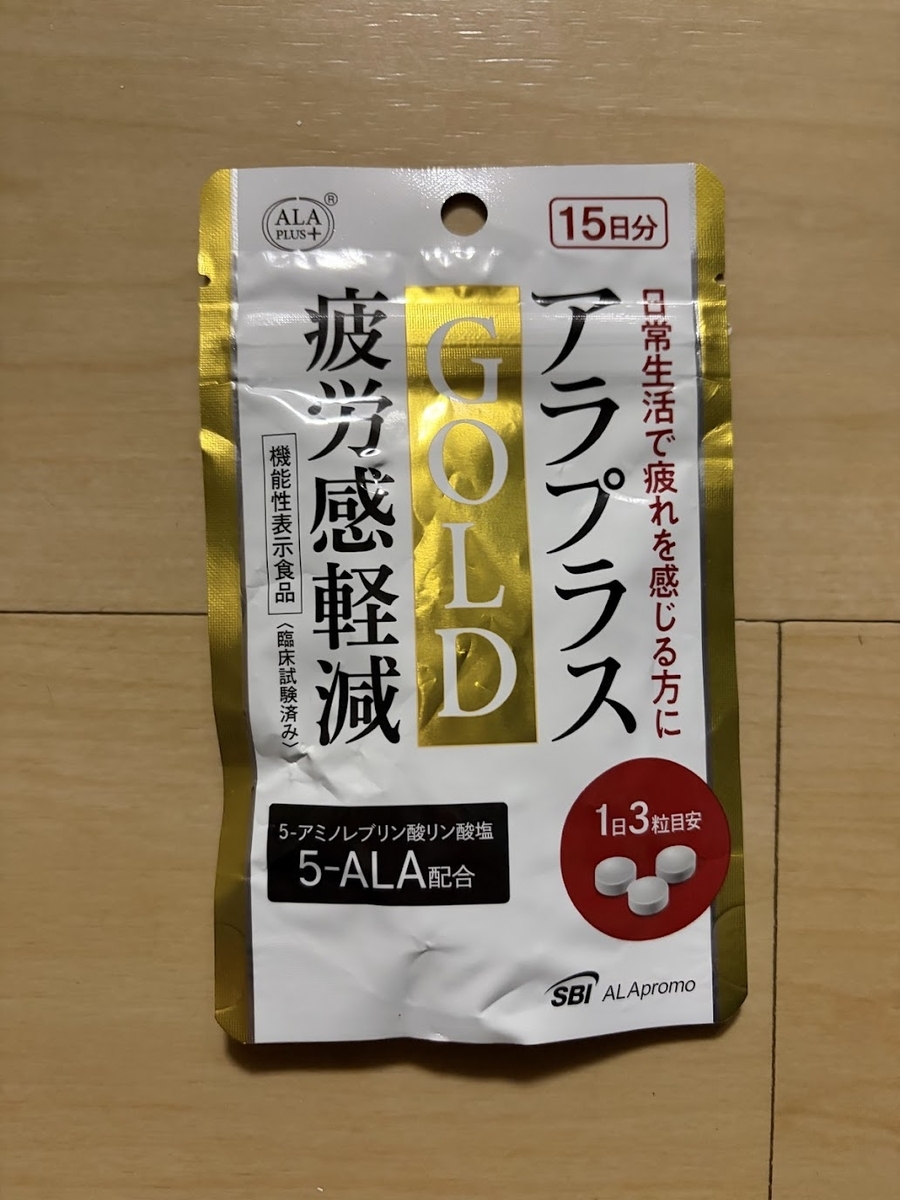 ALA
PLUS+
®
15日分
日常生活で疲れを感じる方に
アラプラス
GOLD
疲労感軽減
機能性表示食品
〈臨床試験済み〉
5-アミノレブリン酸リン酸塩
5-ALA配合
1日3粒目安
SBI ALApromo